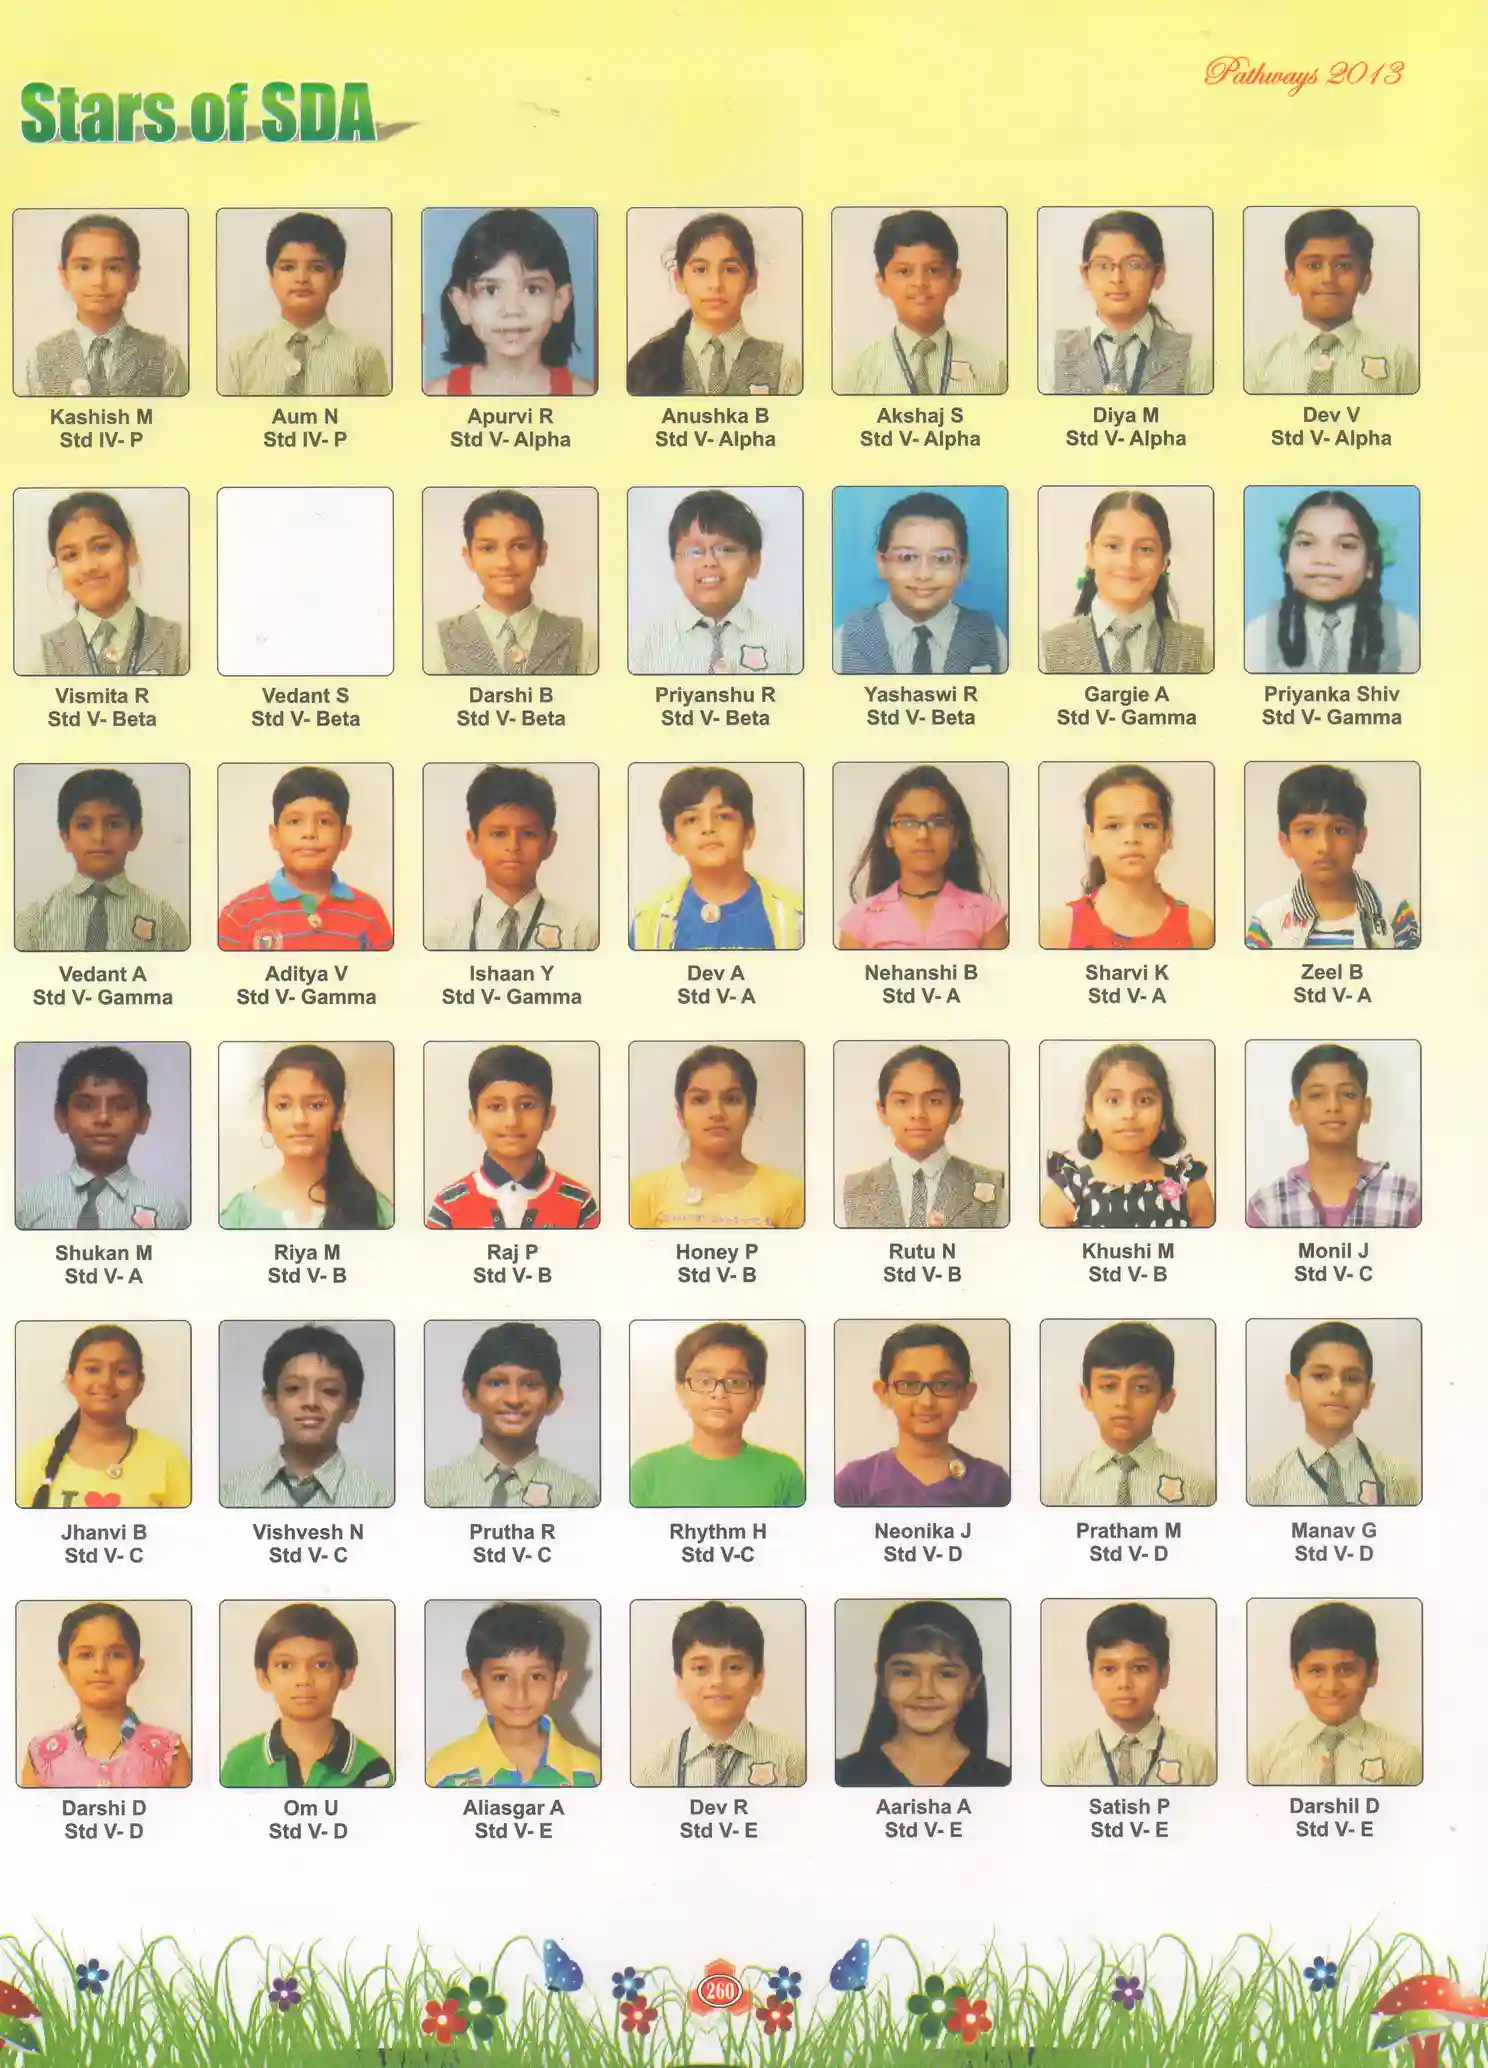 Pathways 2013
Stars of SDA
Kashish M
Std IV- P
Aum N
Std IV- P
Apurvi R
Std V- Alpha
Anushka B
Std V- Alpha
Akshaj S
Std V- Alpha
Diya M
Std V- Alpha
Dev V
Std V- Alpha
Vismita R
Std V- Beta
Vedant S
Std V- Beta
Darshi B
Std V- Beta
Priyanshu R
Std V- Beta
Yashaswi R
Std V- Beta
Gargie A
Std V- Gamma
Priyanka Shiv
Std V- Gamma
Vedant A
Std V- Gamma
Aditya V
Std V- Gamma
Ishaan Y
Std V- Gamma
Dev A
Std V- A
Nehanshi B
Std V- A
Sharvi K
Std V- A
Zeel B
Std V- A
Shukan M
Std V- A
Riya M
Std V- B
Raj P
Std V- B
Honey P
Std V- B
Rutu N
Std V- B
Khushi M
Std V- B
Monil J
Std V- C
I
Jhanvi B
Std V- C
Vishvesh N
Std V- C
Prutha R
Std V- C
Rhythm H
Std V-C
Neonika J
Std V- D
Pratham M
Std V- D
Manav G
Std V- D
Darshi D
Std V- D
Om U
Std V- D
Aliasgar A
Std V- E
Dev R
Std V- E
Aarisha A
Std V- E
Satish P
Std V- E
Darshil D
Std V- E
260